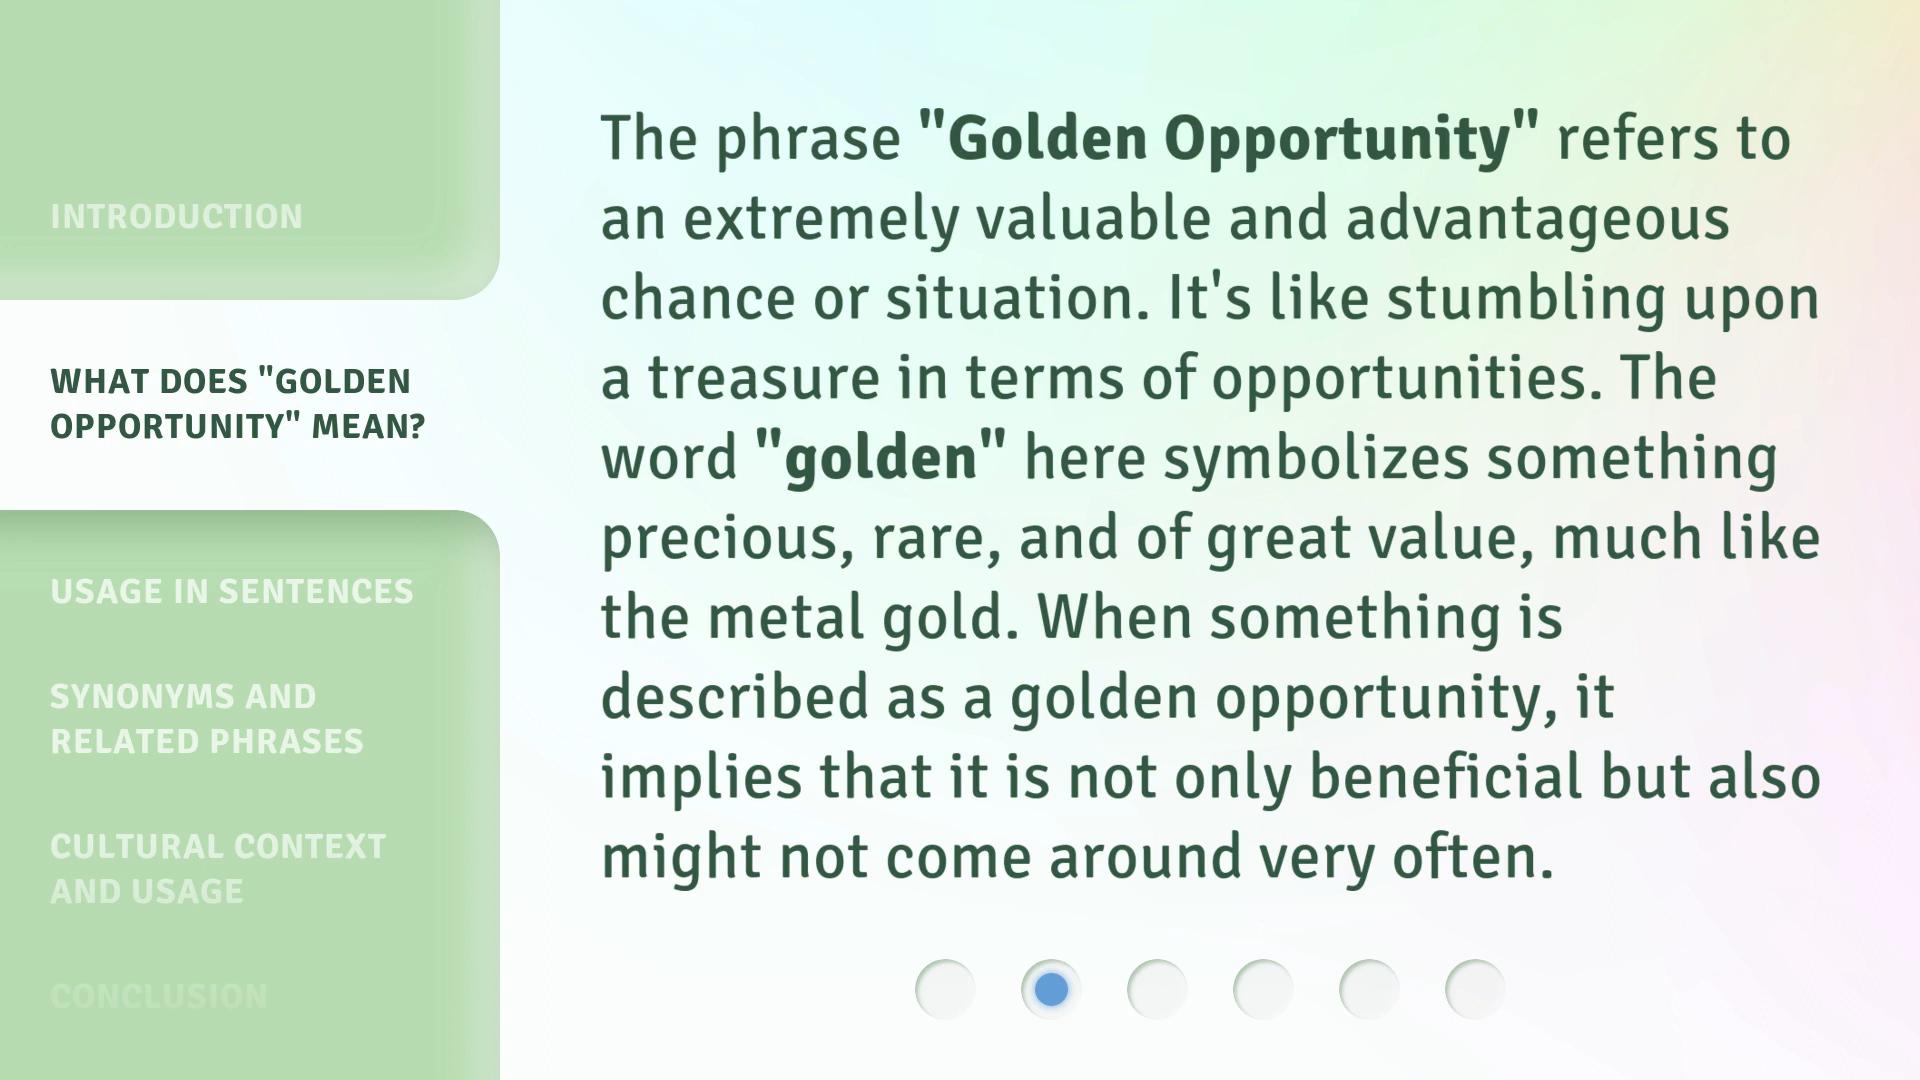 INTRODUCTION
WHAT DOES "GOLDEN
OPPORTUNITY" MEAN?
USAGE IN SENTENCES
SYNONYMS AND
RELATED PHRASES
CULTURAL CONTEXT
AND USAGE
CONCLUSION
The phrase "Golden Opportunity" refers to
an extremely valuable and advantageous
chance or situation. It's like stumbling upon
a treasure in terms of opportunities. The
word "golden" here symbolizes something
precious, rare, and of great value, much like
the metal gold. When something is
described as a golden opportunity, it
implies that it is not only beneficial but also
might not come around very often.